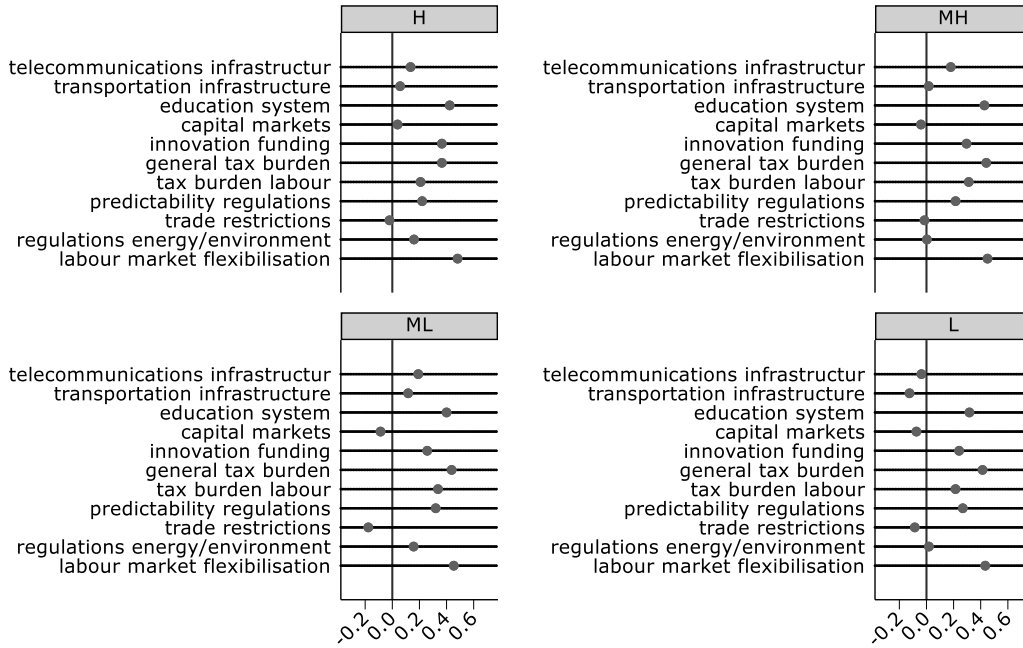 H
telecommunications infrastructur
transportation infrastructure
education system
capital markets
innovation funding
general tax burden
tax burden labour
predictability regulations
trade restrictions
regulations energy/environment
labour market flexibilisation
MH
telecommunications infrastructur
transportation infrastructure
education system
capital markets
innovation funding
general tax burden
tax burden labour
predictability regulations
trade restrictions
regulations energy/environment
labour market flexibilisation
ML
telecommunications infrastructur
transportation infrastructure
education system
capital markets
innovation funding
general tax burden
tax burden labour
predictability regulations
trade restrictions
regulations energy/environment
labour market flexibilisation
-0.2 0.0 0.2 0.4 0.6
L
telecommunications infrastructur
transportation infrastructure
education system
capital markets
innovation funding
general tax burden
tax burden labour
predictability regulations
trade restrictions
regulations energy/environment
labour market flexibilisation
-0.2 0.0 0.2 0.4 0.6